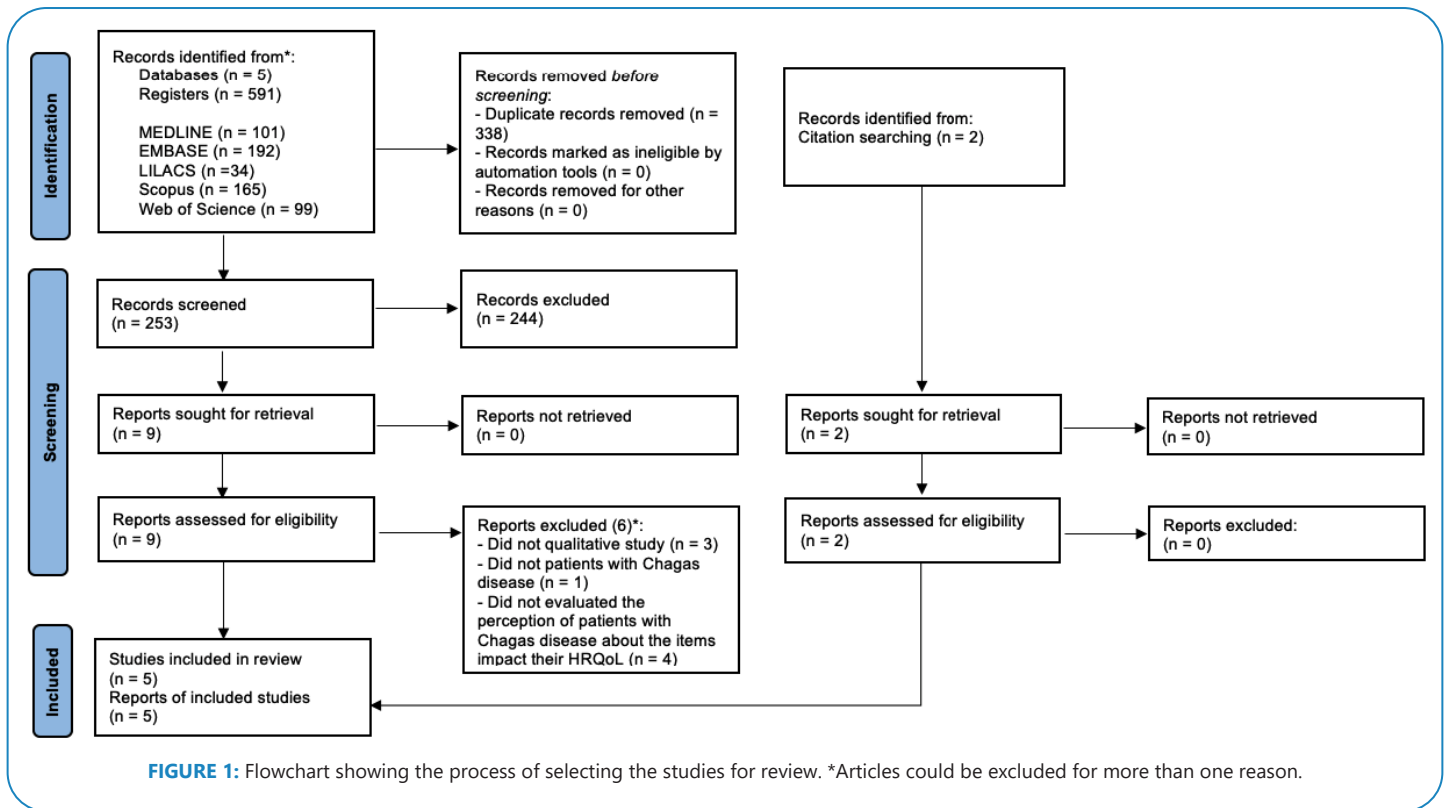 Identification
Records identified from*:
Databases (n = 5)
Registers (n = 591)
MEDLINE (n = 101)
EMBASE (n = 192)
LILACS (n =34)
Scopus (n = 165)
Web of Science (n = 99)
Records removed before
screening:
- Duplicate records removed (n =
338)
- Records marked as ineligible by
automation tools (n = 0)
- Records removed for other
reasons (n = 0)
Records identified from:
Citation searching (n = 2)
Screening
Records screened
(n = 253)
Records excluded
(n = 244)
Reports sought for retrieval
(n = 9)
Reports not retrieved
(n = 0)
Reports sought for retrieval
(n = 2)
Reports not retrieved
(n = 0)
Reports assessed for eligibility
(n = 9)
Reports excluded (6)*:
- Did not qualitative study (n = 3)
- Did not patients with Chagas
disease (n = 1)
- Did not evaluated the
perception of patients with
Chagas disease about the items
impact their HRQoL (n = 4)
Reports assessed for eligibility
(n = 2)
Reports excluded:
(n = 0)
Included
Studies included in review
(n = 5)
Reports of included studies
(n = 5)
FIGURE 1: Flowchart showing the process of selecting the studies for review. *Articles could be excluded for more than one reason.